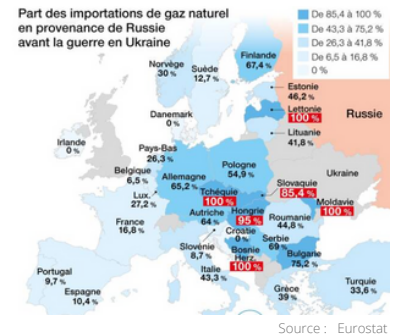 Part des importations de gaz naturel
en provenance de Russie
avant la guerre en Ukraine
De 85,4 à 100 %
De 43,3 à 75,2 %
De 26,3 à 41,8 %
De 6,5 à 16,8 %
0 %
Finlande
67,4 %
Norvège
30 %
Suède
12,7 %
Estonie
46,2 %
Lettonie
100 %
Russie
Danemark
0 %
Lituanie
41,8 %
Irlande
0 %
Pays-Bas
26,3 %
Belgique
6,5 %
Pologne
54,9 %
Allemagne
65,2 %
Ukraine
Lux.
27,2 %
Tchéquie
100 %
Slovaquie
85,4 %
Moldavie
100 %
France
16,8 %
Autriche
64 %
Hongrie
95 %
Roumanie
44,8 %
Croatie
0 %
Slovénie
8,7 %
Serbie
69 %
Bosnie
Herz.
100 %
Bulgarie
75,2 %
Italie
43,3 %
Portugal
9,7 %
Espagne
10,4 %
Grèce
39 %
Turquie
33,6 %
Source : Eurostat